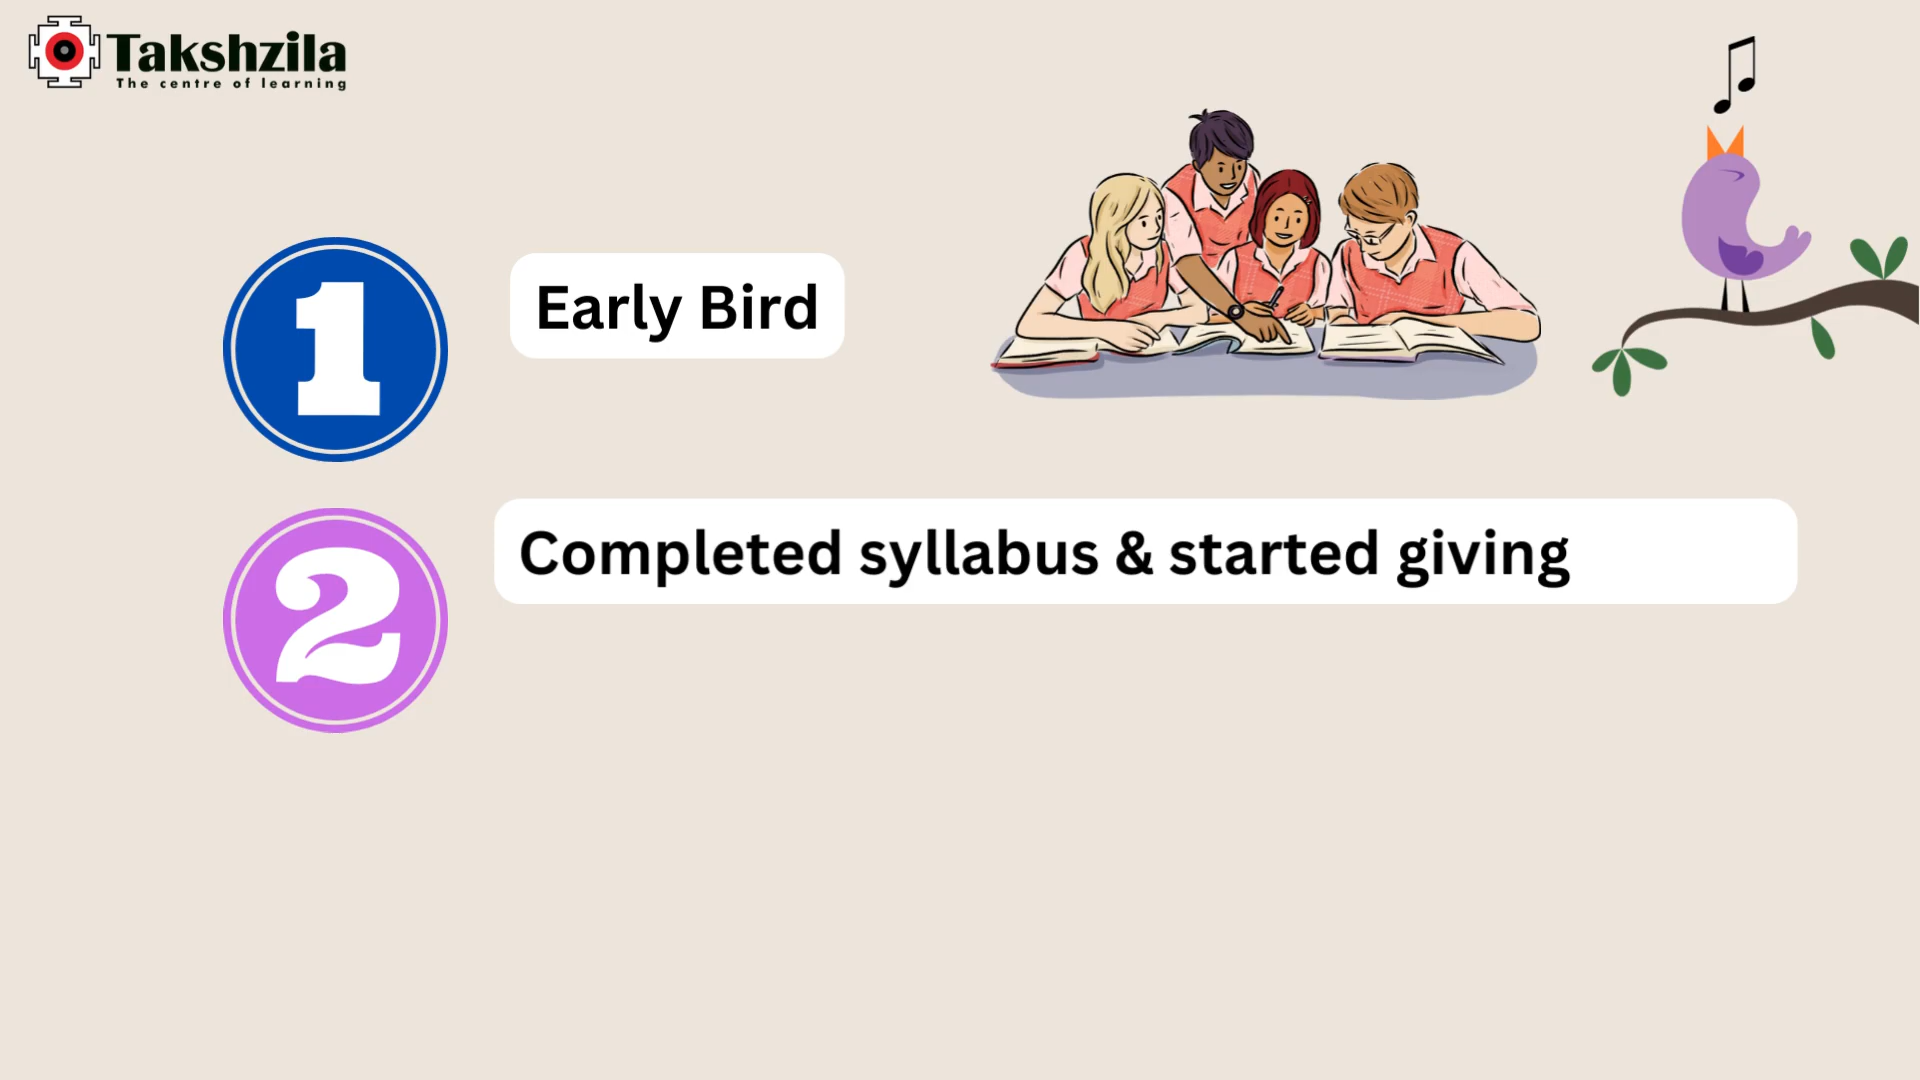 Takshzila
The centre of learning
1
Early Bird
2
Completed syllabus & started giving